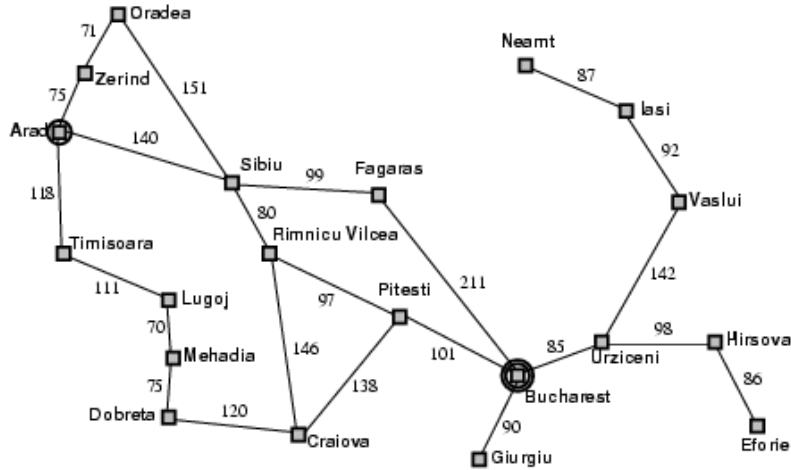 Oradea
71
Neamt
Zerind
87
151
75
Iasi
Arad
140
92
Sibiu
Fagaras
99
118
Vaslui
80
Timisoara
Rimnicu Vilcea
142
111
211
Lugoj
97
Pitesti
70
98
Hirsova
146
85
Mehadia
101
Urziceni
138
86
75
Bucharest
120
Dobreta
90
Craiova
Eforie
Giurgiu